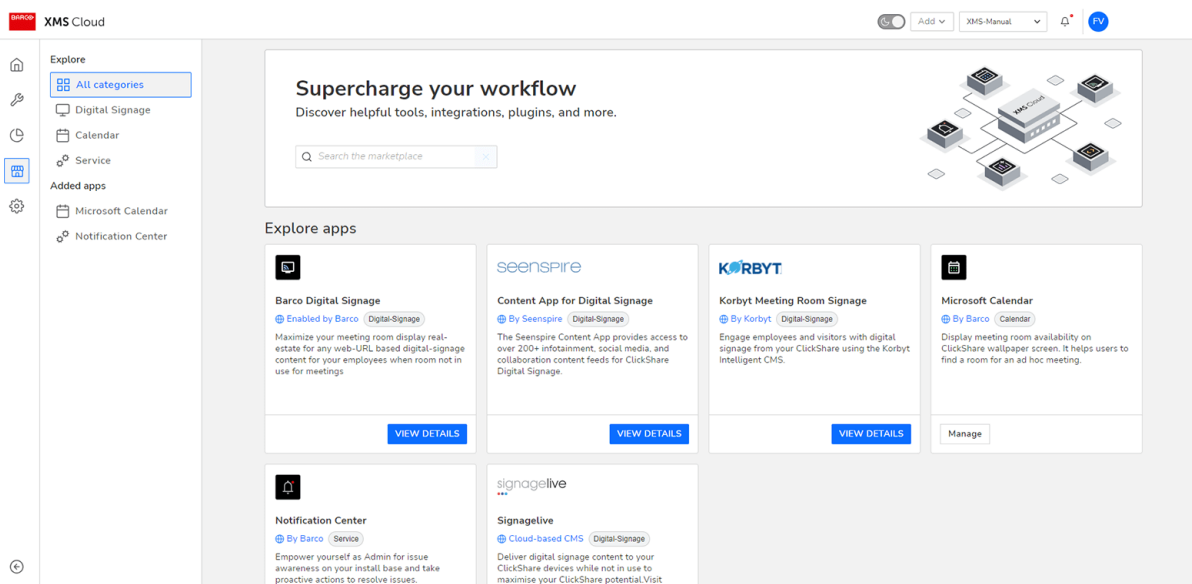 BARCO XMS Cloud
Add
XMS-Manual
FV
Explore
All categories
Digital Signage
Calendar
Service
Added apps
Microsoft Calendar
Notification Center
Supercharge your workflow
Discover helpful tools, integrations, plugins, and more.
Search the marketplace
XMS Cloud
Explore apps
Barco Digital Signage
Enabled by Barco Digital-Signage
Maximize your meeting room display real-
estate for any web-URL based digital-signage
content for your employees when room not in
use for meetings
VIEW DETAILS
seenspire
Content App for Digital Signage
By Seenspire Digital-Signage
The Seenspire Content App provides access to
over 200+ infotainment, social media, and
collaboration content feeds for ClickShare
Digital Signage.
VIEW DETAILS
KORBYT
Korbyt Meeting Room Signage
By Korbyt Digital-Signage
Engage employees and visitors with digital
signage from your ClickShare using the Korbyt
Intelligent CMS.
VIEW DETAILS
Microsoft Calendar
By Barco Calendar
Display meeting room availability on
ClickShare wallpaper screen. It helps users to
find a room for an ad hoc meeting.
Manage
Notification Center
By Barco Service
Empower yourself as Admin for issue
awareness on your install base and take
proactive actions to resolve issues.
signagelive
Signagelive
Cloud-based CMS Digital-Signage
Deliver digital signage content to your
ClickShare devices while not in use to
maximise your ClickShare potential.Visit